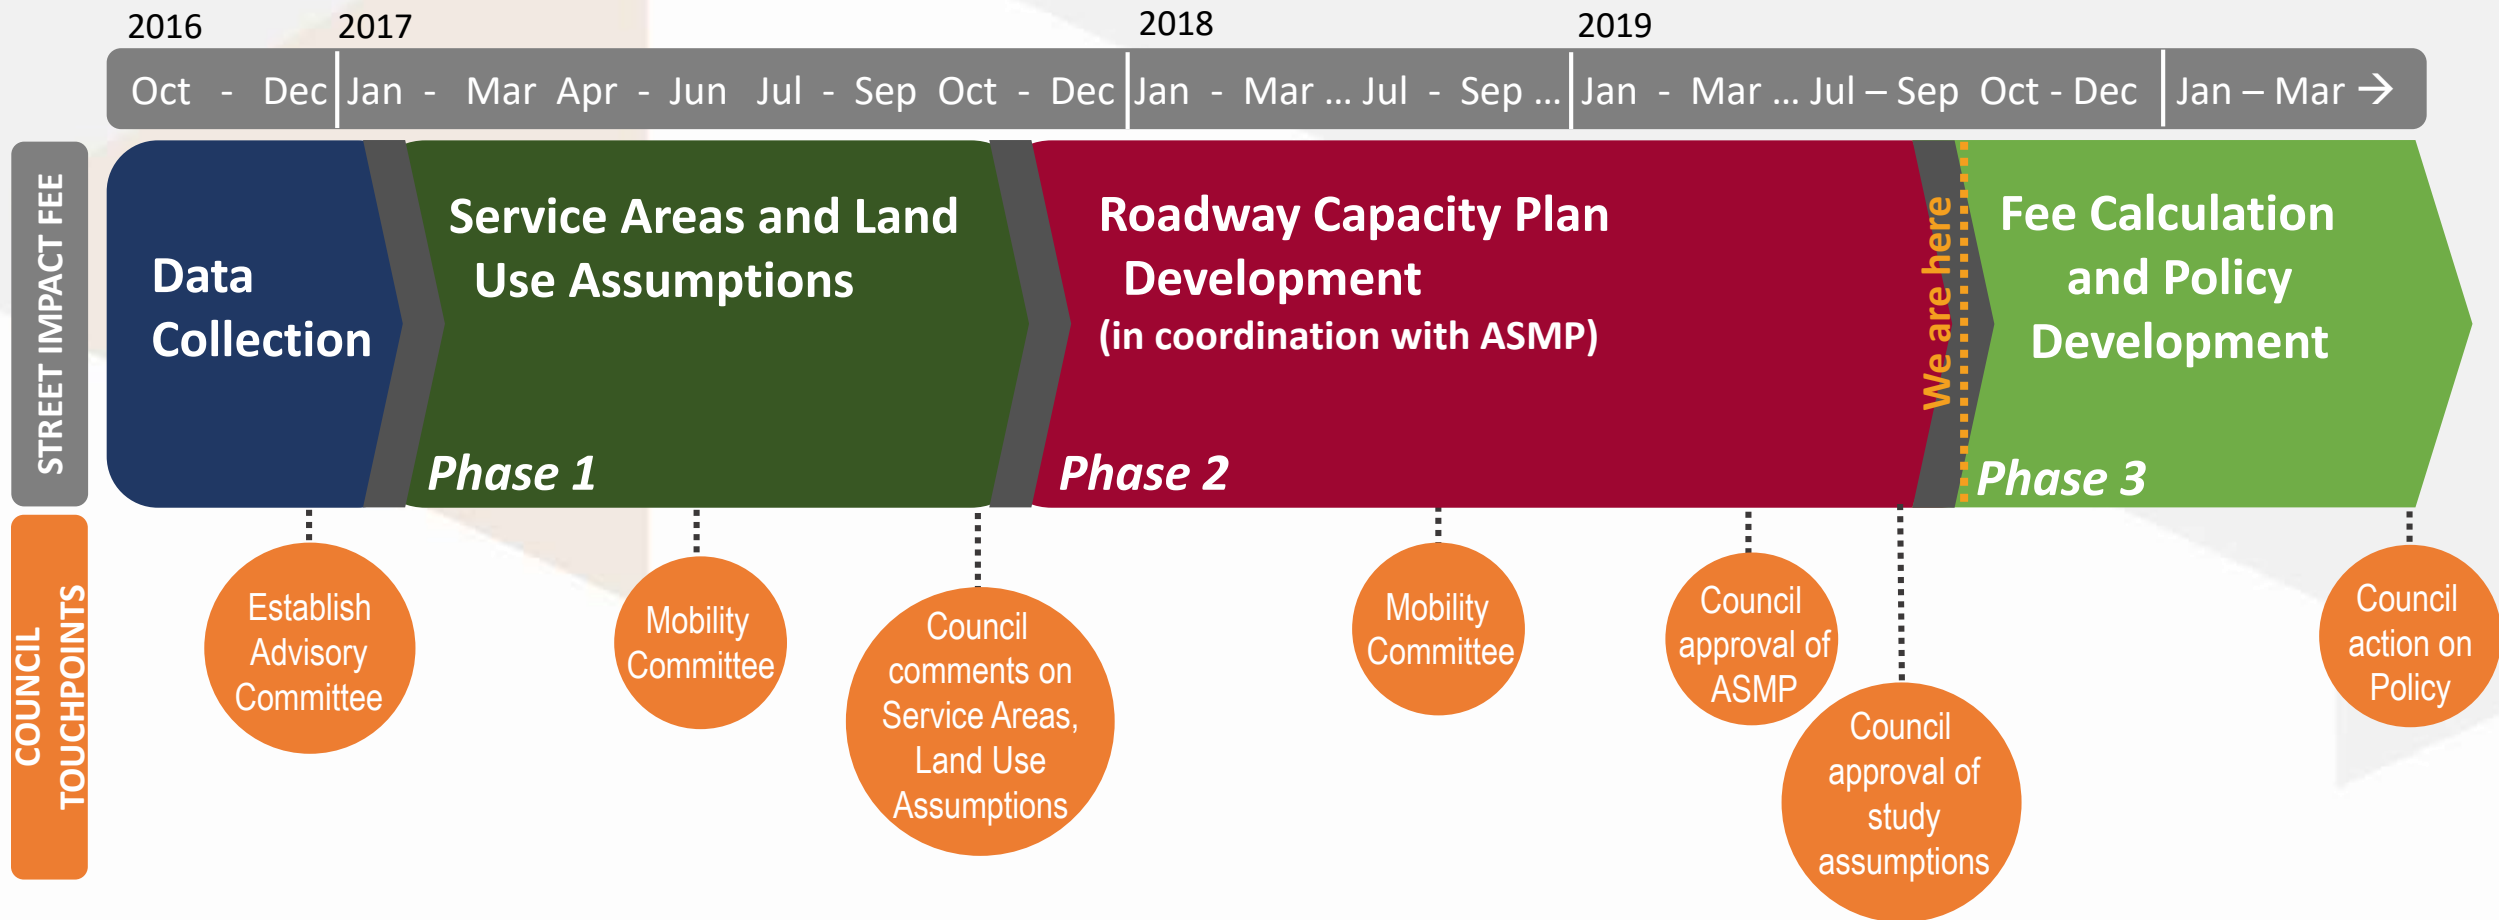 2016 2017 2018 2019
Oct - Dec Jan - Mar Apr - Jun Jul - Sep Oct - Dec Jan - Mar ... Jul - Sep ... Jan - Mar ... Jul – Sep Oct - Dec Jan – Mar →
STREET IMPACT FEE
Data
Collection
Service Areas and Land
Use Assumptions
Phase 1
Roadway Capacity Plan
Development
(in coordination with ASMP)
Phase 2
We are here
Fee Calculation
and Policy
Development
Phase 3
COUNCIL
TOUCHPOINTS
Establish
Advisory
Committee
Mobility
Committee
Council
comments on
Service Areas,
Land Use
Assumptions
Mobility
Committee
Council
approval of
ASMP
Council
approval of
study
assumptions
Council
action on
Policy